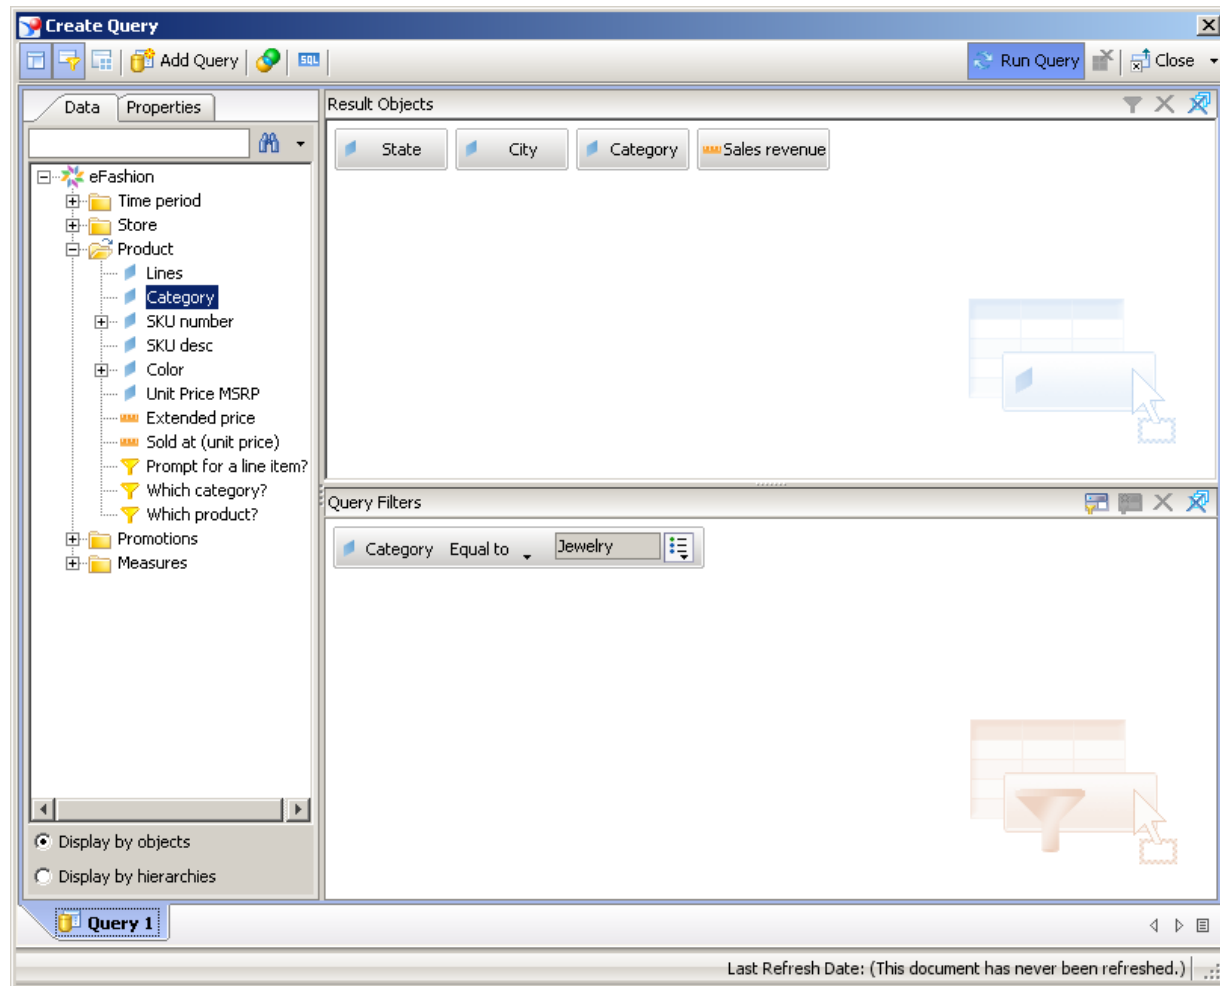 Create Query
Add Query SQL Run Query Close
Data Properties
eFashion
Time period
Store
Product
Lines
Category
SKU number
SKU desc
Color
Unit Price MSRP
Extended price
Sold at (unit price)
Prompt for a line item?
Which category?
Which product?
Promotions
Measures
Display by objects
Display by hierarchies
Result Objects
State City Category Sales revenue
Query Filters
Category Equal to Jewelry
Query 1
Last Refresh Date: (This document has never been refreshed.)